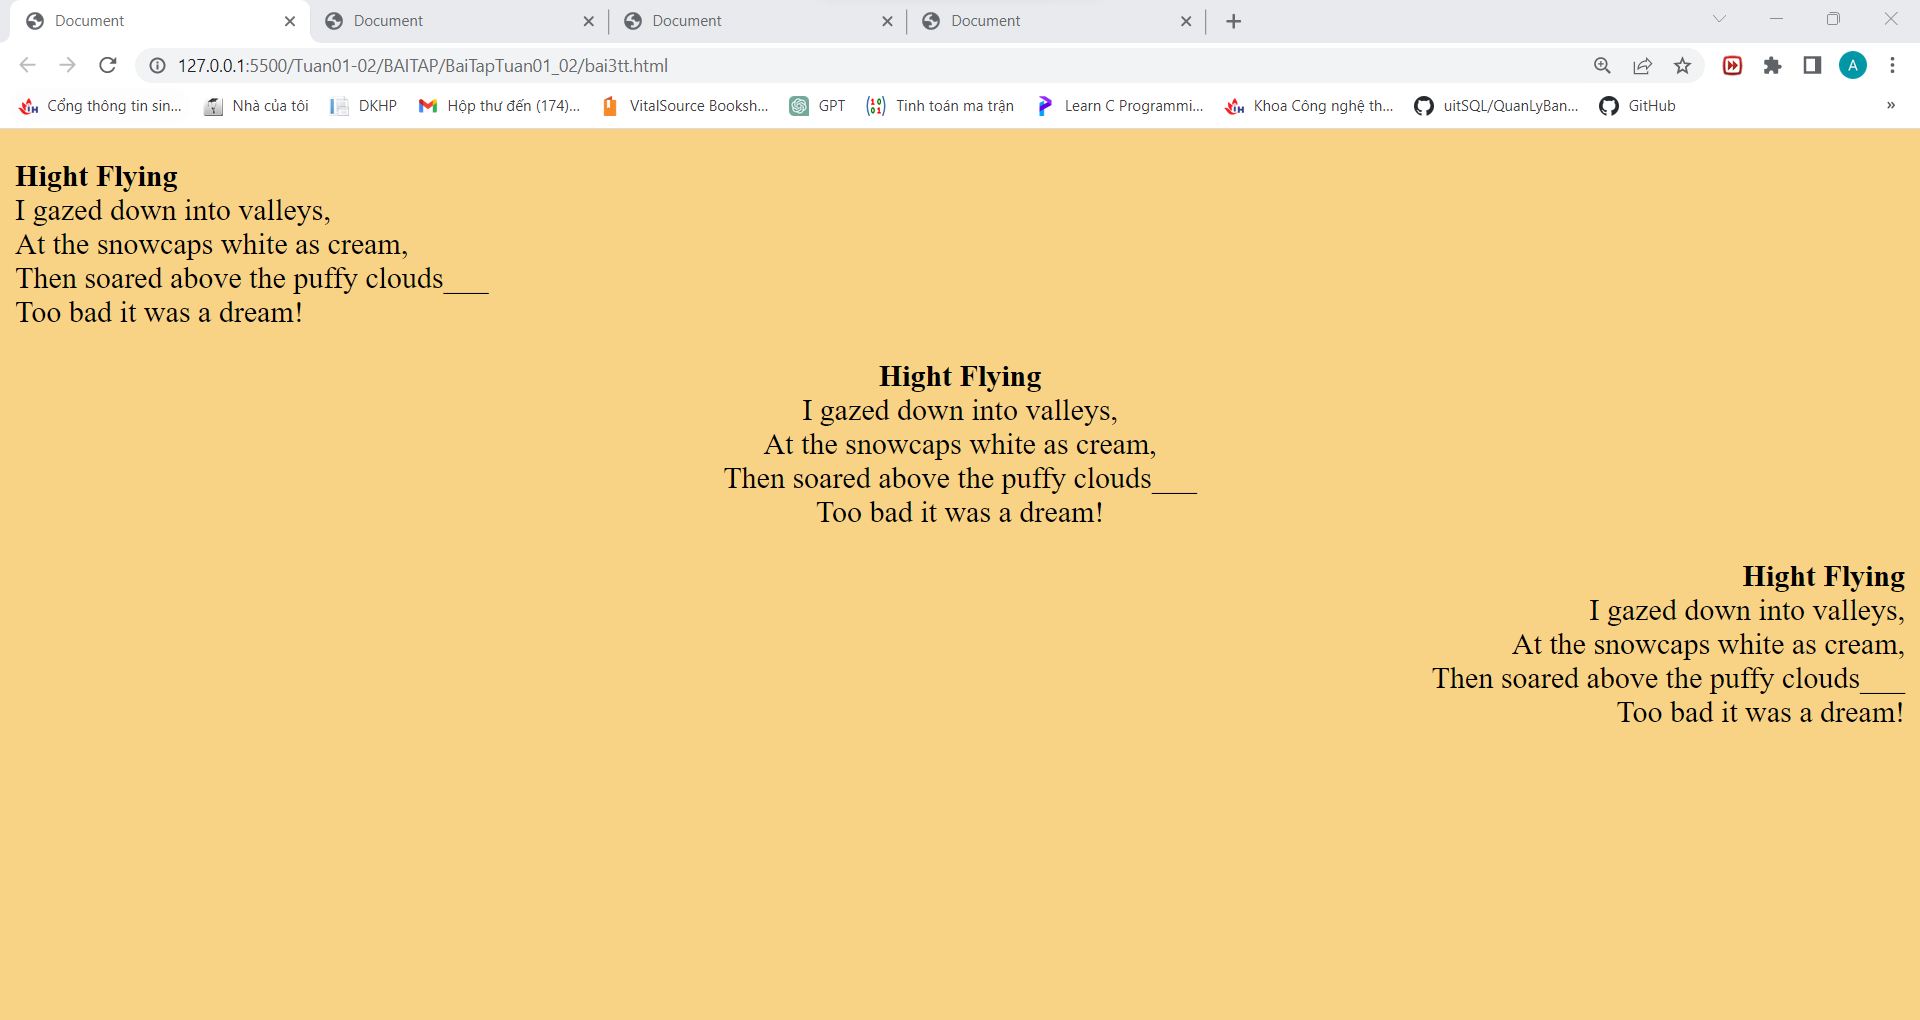 Document
Document
Document
Document
127.0.0.1:5500/Tuan01-02/BAITAP/BaiTapTuan01_02/bai3tt.html
A
Cổng thông tin sin...
Nhà của tôi
DKHP
Hộp thư đến (174)...
VitalSource Booksh...
GPT
Tinh toán ma trận
Learn C Programmi...
Khoa Công nghệ th...
uitSQL/QuanLyBan...
GitHub
»
Hight Flying
I gazed down into valleys,
At the snowcaps white as cream,
Then soared above the puffy clouds___
Too bad it was a dream!
Hight Flying
I gazed down into valleys,
At the snowcaps white as cream,
Then soared above the puffy clouds___
Too bad it was a dream!
Hight Flying
I gazed down into valleys,
At the snowcaps white as cream,
Then soared above the puffy clouds___
Too bad it was a dream!